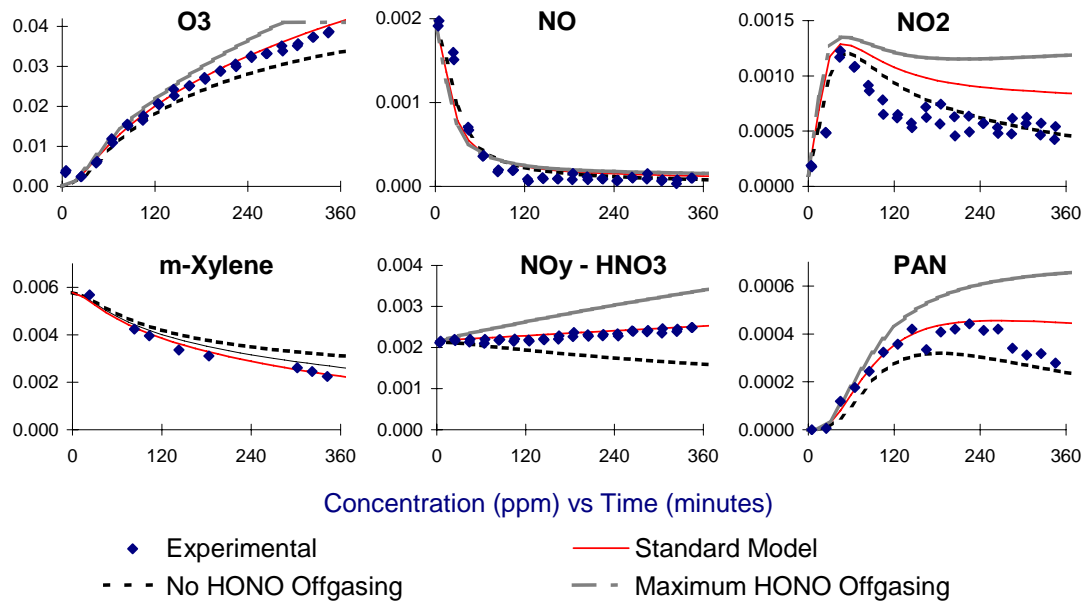 O3
NO
NO2
0.04
0.03
0.02
0.01
0.00
0 120 240 360
0.002
0.001
0.000
0 120 240 360
0.0015
0.0010
0.0005
0.0000
0 120 240 360
m-Xylene
NOy - HNO3
PAN
0.006
0.004
0.002
0.000
0 120 240 360
0.004
0.003
0.002
0.001
0.000
0 120 240 360
0.0006
0.0004
0.0002
0.0000
0 120 240 360
Concentration (ppm) vs Time (minutes)
Experimental
Standard Model
No HONO Offgasing
Maximum HONO Offgasing